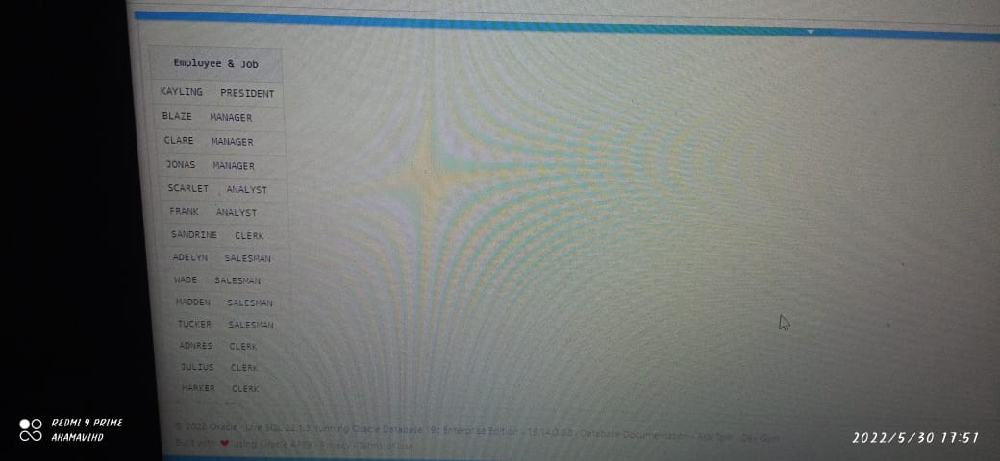 Employee & Job
KAYLING PRESIDENT
BLAZE MANAGER
CLARE MANAGER
JONAS MANAGER
SCARLET ANALYST
FRANK ANALYST
SANDRINE CLERK
ADELYN SALESMAN
WADE SALESMAN
MADDEN SALESMAN
TUCKER SALESMAN
ADNRES CLERK
JULIUS CLERK
HARKER CLERK
© 2022 Oracle · Live SQL 22.1.3, running Oracle Database 19c Enterprise Edition - 19.14.0.0.0 · Database Documentation · Ask Tom · Dev Gym
Built with ❤ using Oracle APEX · Privacy · Terms of Use
REDMI 9 PRIME
AHAMAVIHD
2022/5/30 17:51